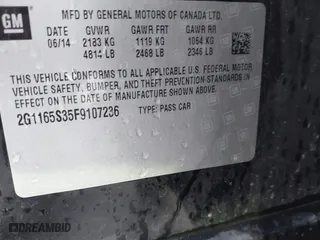 GM
MFD BY GENERAL MOTORS OF CANADA LTD.
DATE GVWR GAWR FRT GAWR RR
06/14 2183 KG 1119 KG 1064 KG
4814 LB 2468 LB 2346 LB
THIS VEHICLE CONFORMS TO ALL APPLICABLE U.S. FEDERAL MOTOR
VEHICLE SAFETY, BUMPER, AND THEFT PREVENTION STANDARDS IN
EFFECT ON THE DATE OF MANUFACTURE SHOWN ABOVE.
2G1165S35F9107236 TYPE: PASS CAR
DREAMBID